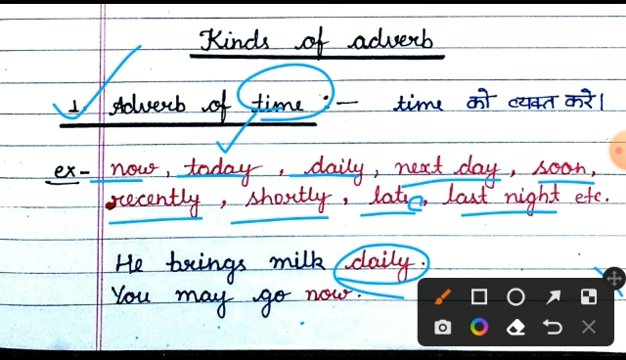 Kinds of adverb
1. Adverb of time :— time को व्यक्त करे।
ex- now, today, daily, next day, soon,
recently, shortly, late, last night etc.
He brings milk daily.
You may go now.